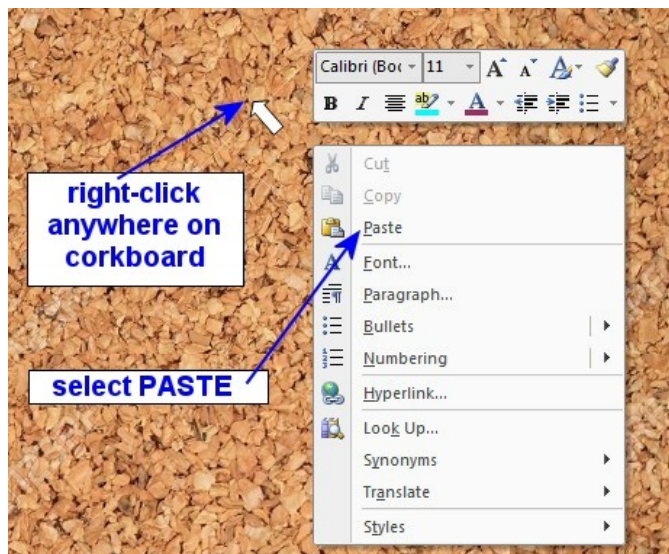 Calibri (Boc 11 A A A
B I ab A
right-click
anywhere on
corkboard
select PASTE
Cut
Copy
Paste
Font...
Paragraph...
Bullets
Numbering
Hyperlink...
Look Up...
Synonyms
Translate
Styles